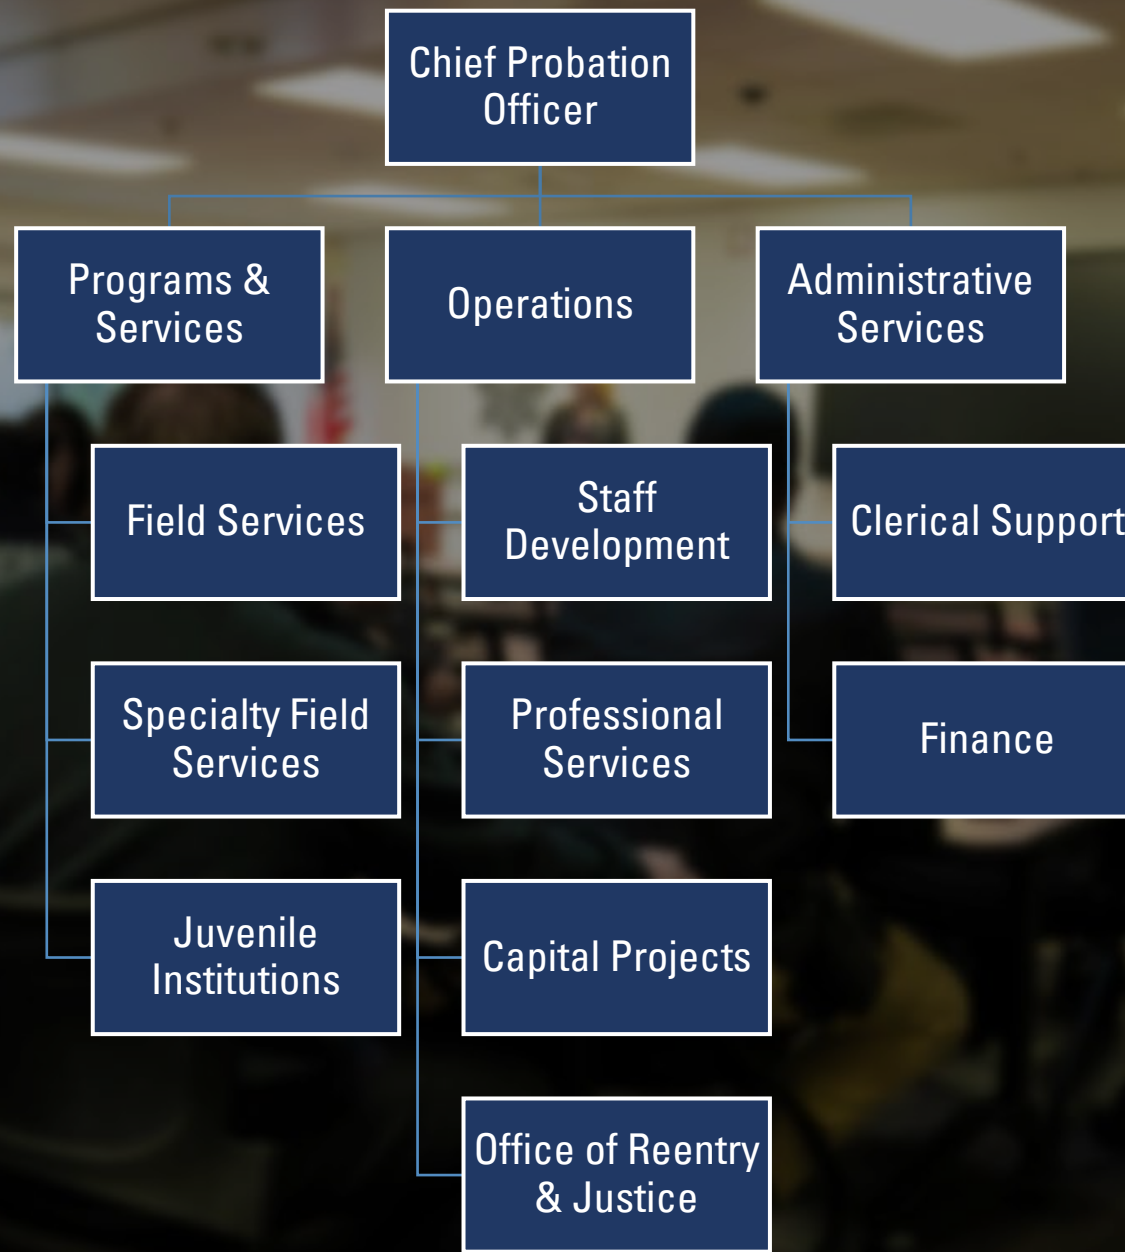 Chief Probation
Officer
Programs &
Services
Operations
Administrative
Services
Field Services
Staff
Development
Clerical Support
Specialty Field
Services
Professional
Services
Finance
Juvenile
Institutions
Capital Projects
Office of Reentry
& Justice